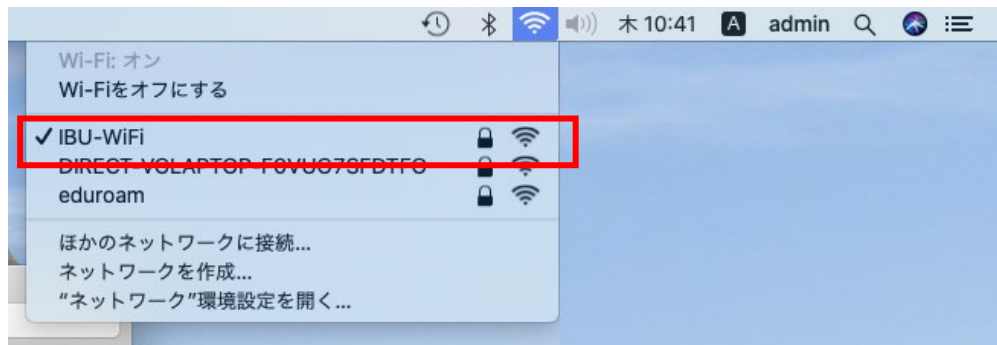 木 10:41 A admin
Wi-Fi: オン
Wi-Fiをオフにする
✓ IBU-WiFi
eduroam
ほかのネットワークに接続...
ネットワークを作成...
“ネットワーク”環境設定を開く...